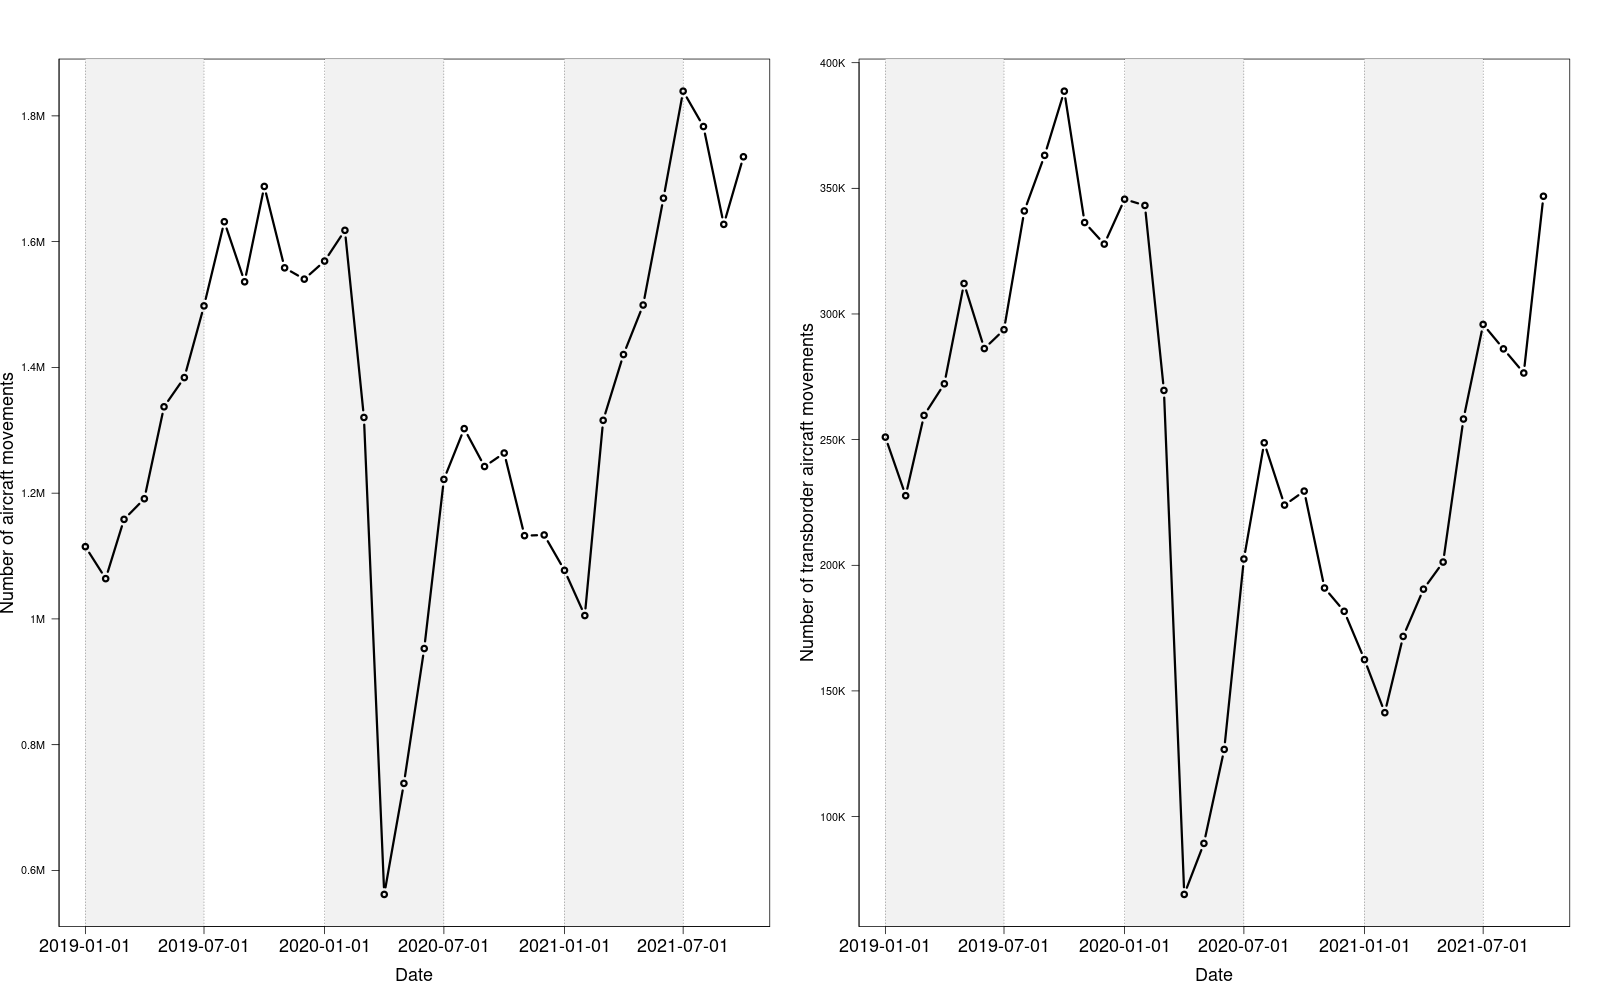 Number of aircraft movements
1.8M
1.6M
1.4M
1.2M
1M
0.8M
0.6M
2019-01-01
2019-07-01
2020-01-01
2020-07-01
2021-01-01
2021-07-01
Date
Number of transborder aircraft movements
400K
350K
300K
250K
200K
150K
100K
2019-01-01
2019-07-01
2020-01-01
2020-07-01
2021-01-01
2021-07-01
Date